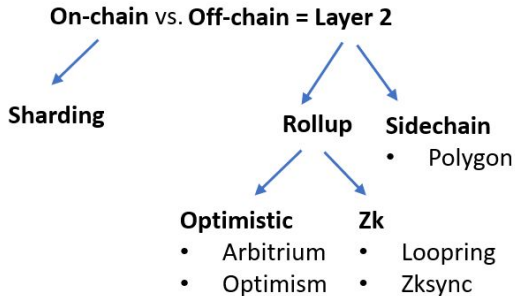 On-chain vs. Off-chain = Layer 2
Sharding
Rollup
Sidechain
• Polygon
Optimistic
• Arbitrium
• Optimism
Zk
• Loopring
• Zksync